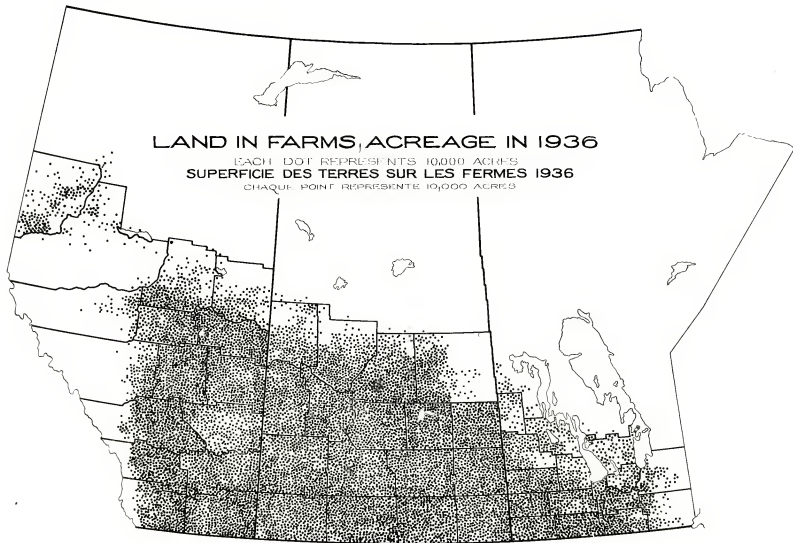 LAND IN FARMS, ACREAGE IN 1936
EACH DOT REPRESENTS 10,000 ACRES
SUPERFICIE DES TERRES SUR LES FERMES 1936
CHAQUE POINT REPRESENTE 10,000 ACRES